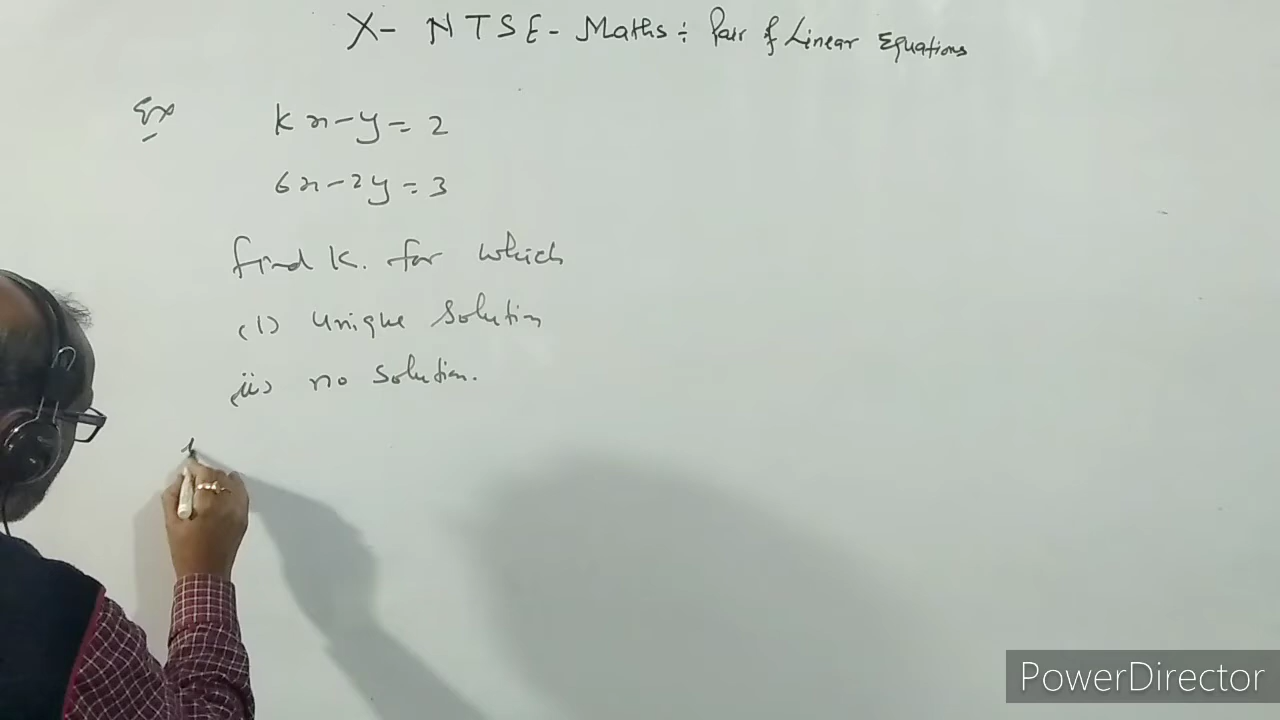 X- NTSE- Maths ÷ Pair of Linear Equations
Ex
kx-y=2
6x-2y=3
find k. for which
(1) unique solution
(ii) no solution.
PowerDirector